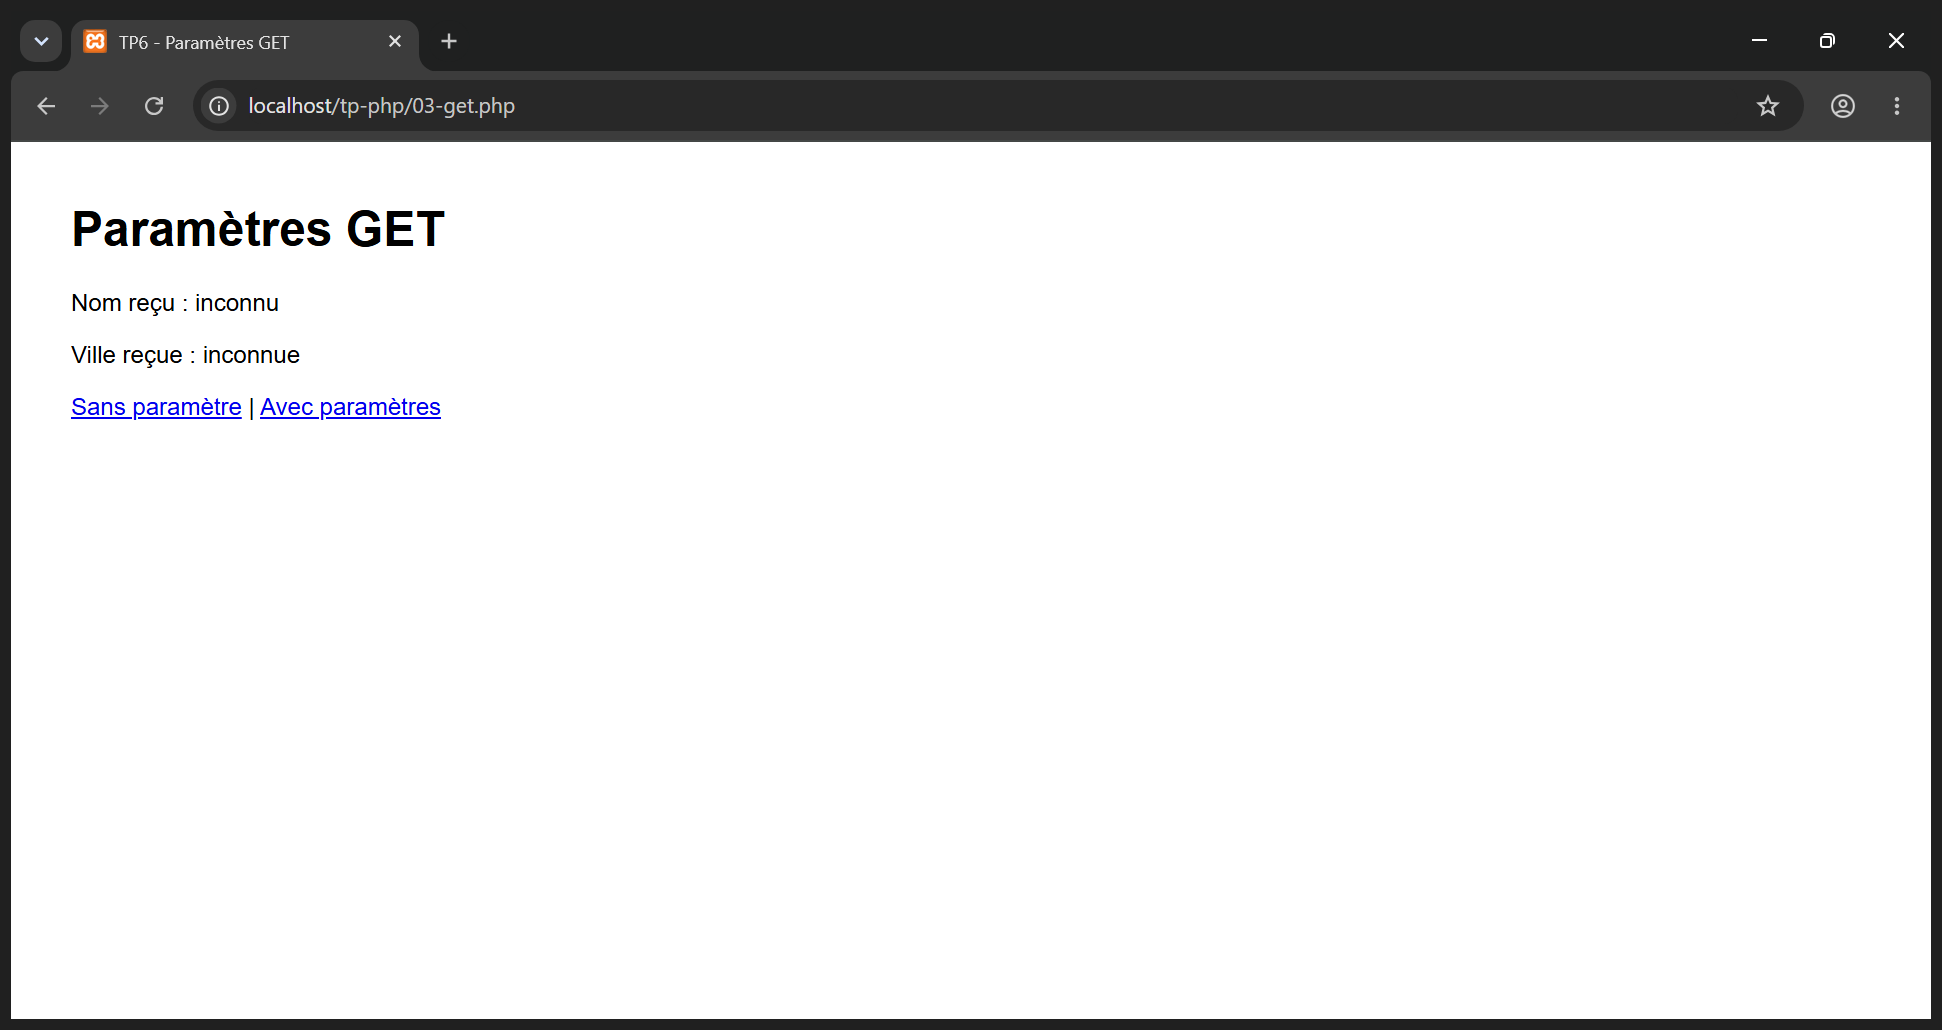 TP6 - Paramètres GET
localhost/tp-php/03-get.php
Paramètres GET
Nom reçu : inconnu
Ville reçue : inconnue
Sans paramètre | Avec paramètres